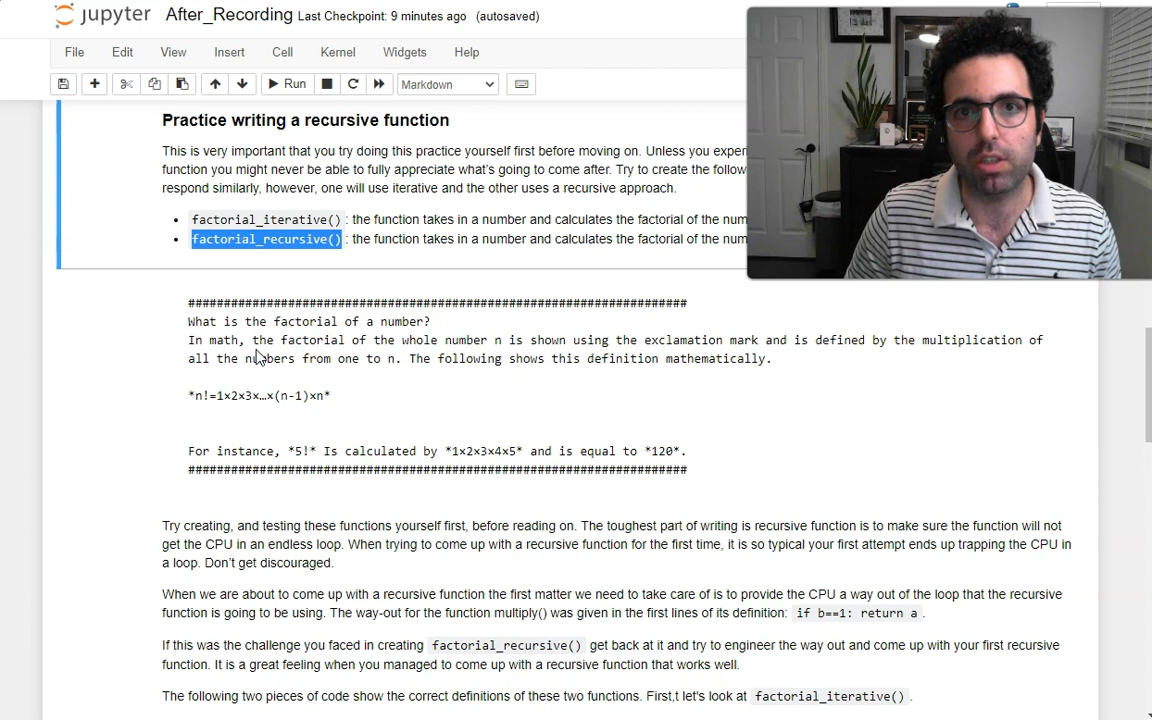 jupyter After_Recording Last Checkpoint: 9 minutes ago (autosaved)
File Edit View Insert Cell Kernel Widgets Help
Run Markdown
Practice writing a recursive function
This is very important that you try doing this practice yourself first before moving on. Unless you exper
function you might never be able to fully appreciate what's going to come after. Try to create the follow
respond similarly, however, one will use iterative and the other uses a recursive approach.
• factorial_iterative() : the function takes in a number and calculates the factorial of the num
• factorial_recursive() : the function takes in a number and calculates the factorial of the num
######################################################################
What is the factorial of a number?
In math, the factorial of the whole number n is shown using the exclamation mark and is defined by the multiplication of
all the numbers from one to n. The following shows this definition mathematically.
*n!=1×2×3×…×(n-1)×n*
For instance, *5!* Is calculated by *1×2×3×4×5* and is equal to *120*.
######################################################################
Try creating, and testing these functions yourself first, before reading on. The toughest part of writing is recursive function is to make sure the function will not
get the CPU in an endless loop. When trying to come up with a recursive function for the first time, it is so typical your first attempt ends up trapping the CPU in
a loop. Don't get discouraged.
When we are about to come up with a recursive function the first matter we need to take care of is to provide the CPU a way out of the loop that the recursive
function is going to be using. The way-out for the function multiply() was given in the first lines of its definition: if b==1: return a .
If this was the challenge you faced in creating factorial_recursive() get back at it and try to engineer the way out and come up with your first recursive
function. It is a great feeling when you managed to come up with a recursive function that works well.
The following two pieces of code show the correct definitions of these two functions. First,t let's look at factorial_iterative() .